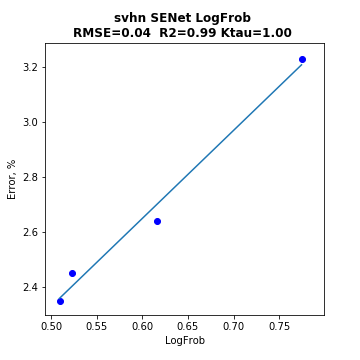 svhn SENet LogFrob
RMSE=0.04 R2=0.99 Ktau=1.00
Error, %
3.2
3.0
2.8
2.6
2.4
0.50 0.55 0.60 0.65 0.70 0.75
LogFrob